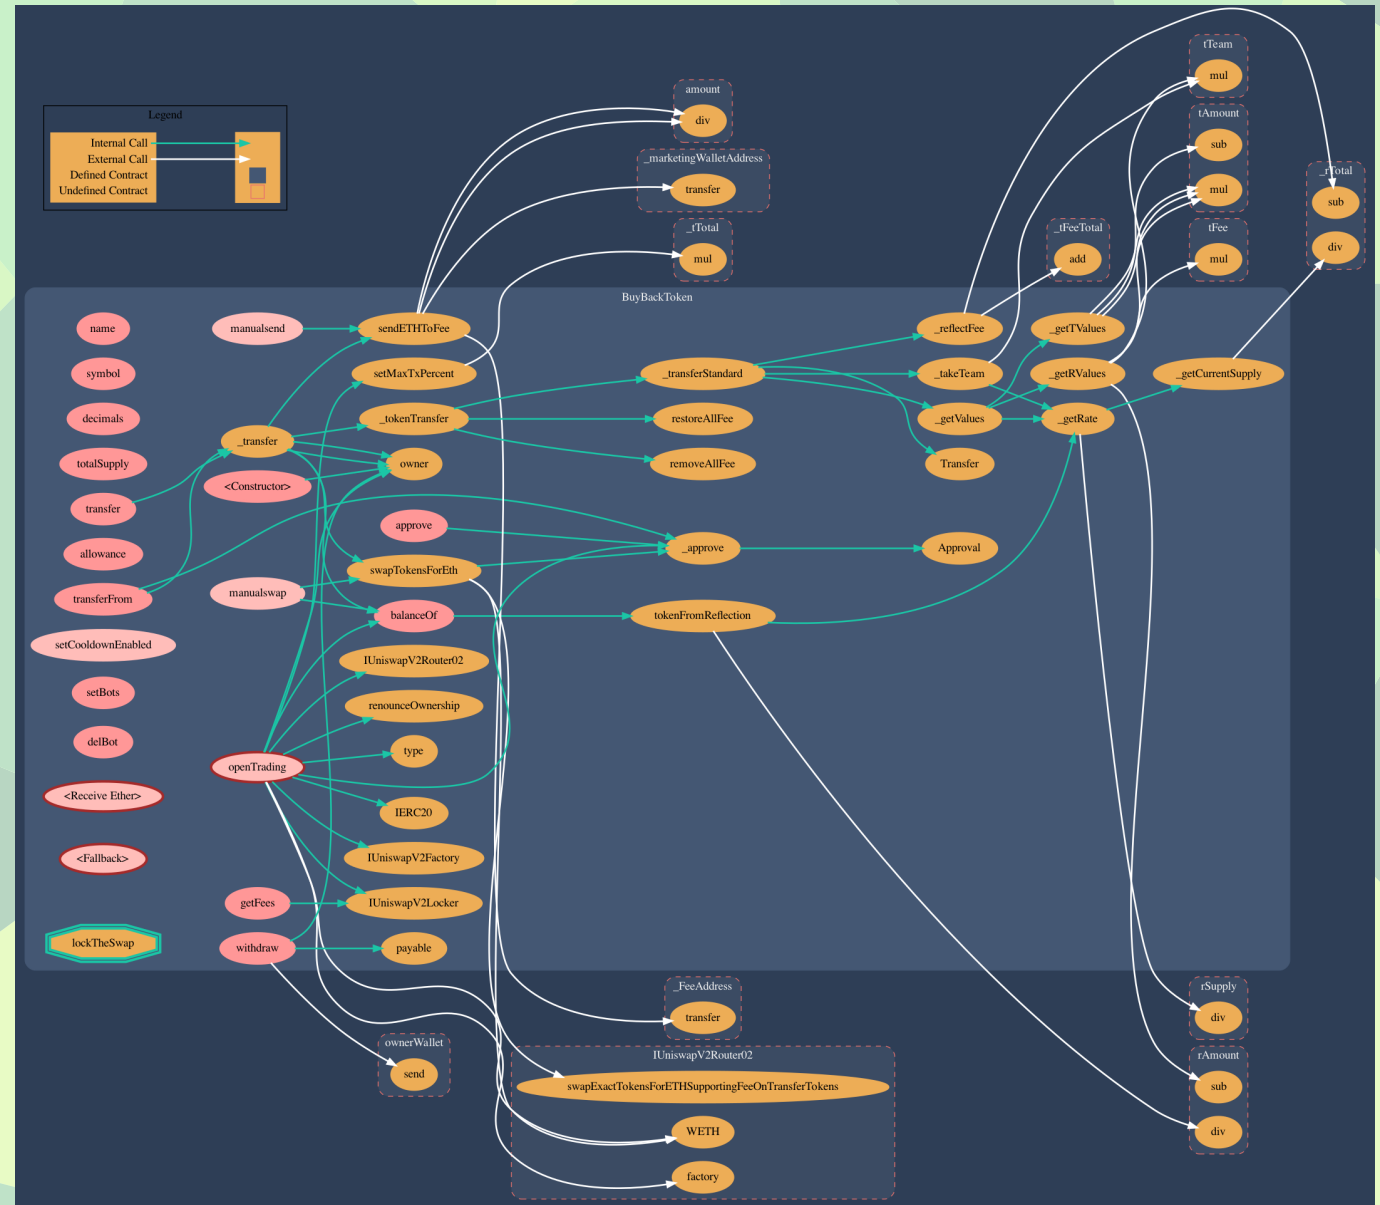 Legend
Internal Call
External Call
Defined Contract
Undefined Contract
amount
div
_marketingWalletAddress
transfer
_tTotal
mul
tTeam
mul
tAmount
sub
mul
tFee
mul
_tFeeTotal
add
_rTotal
sub
div
BuyBackToken
name
symbol
decimals
totalSupply
transfer
allowance
transferFrom
setCooldownEnabled
setBots
delBot
<Receive Ether>
<Fallback>
lockTheSwap
manualsend
_transfer
<Constructor>
manualswap
openTrading
getFees
withdraw
sendETHToFee
setMaxTxPercent
_tokenTransfer
owner
approve
swapTokensForEth
balanceOf
IUniswapV2Router02
renounceOwnership
type
IERC20
IUniswapV2Factory
IUniswapV2Locker
payable
_transferStandard
restoreAllFee
removeAllFee
_approve
tokenFromReflection
_reflectFee
_takeTeam
_getValues
Transfer
Approval
_getTValues
_getRValues
_getRate
_getCurrentSupply
ownerWallet
send
_FeeAddress
transfer
IUniswapV2Router02
swapExactTokensForETHSupportingFeeOnTransferTokens
WETH
factory
rSupply
div
rAmount
sub
div